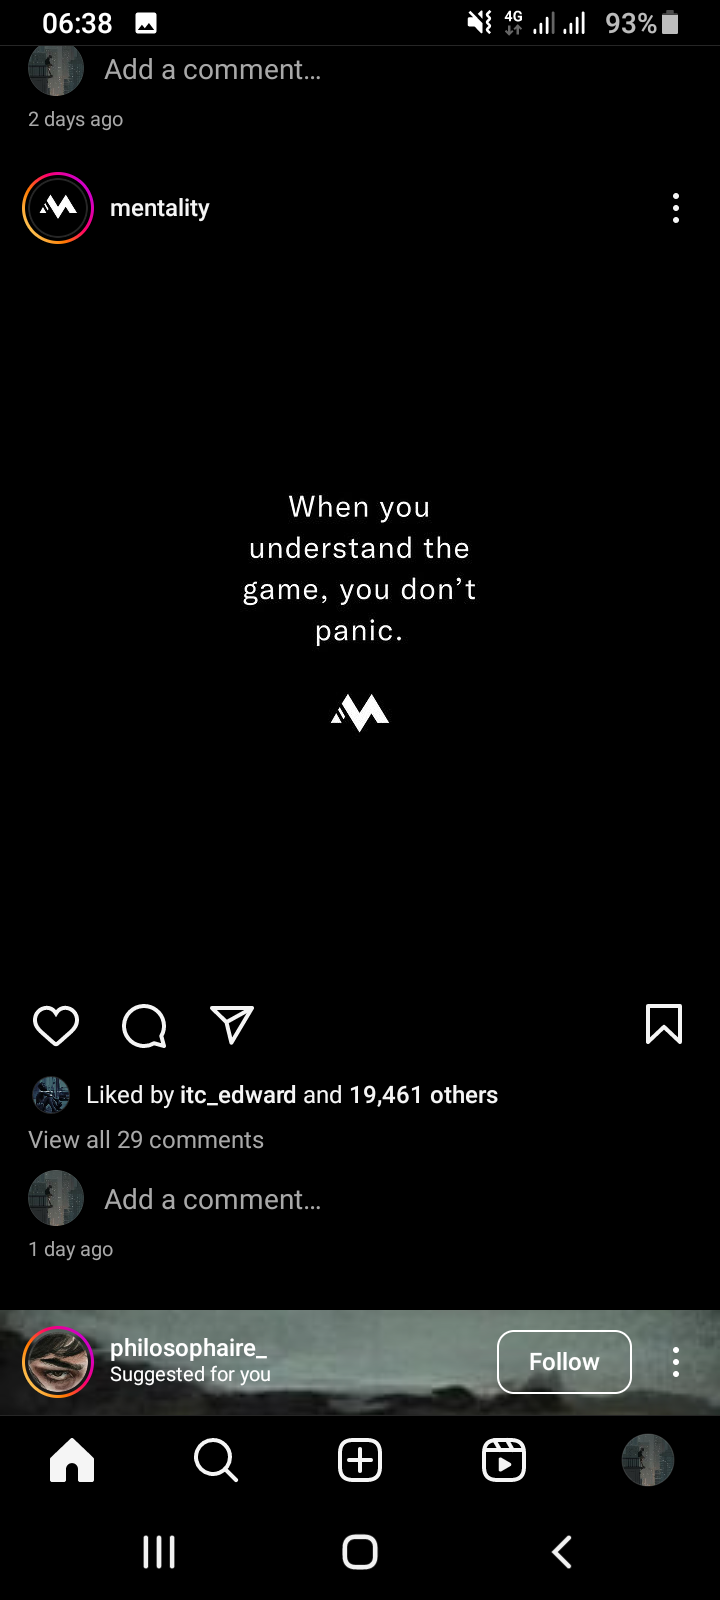 06:38
4G
93%
Add a comment...
2 days ago
mentality
When you
understand the
game, you don’t
panic.
Liked by itc_edward and 19,461 others
View all 29 comments
Add a comment...
1 day ago
philosophaire_
Suggested for you
Follow